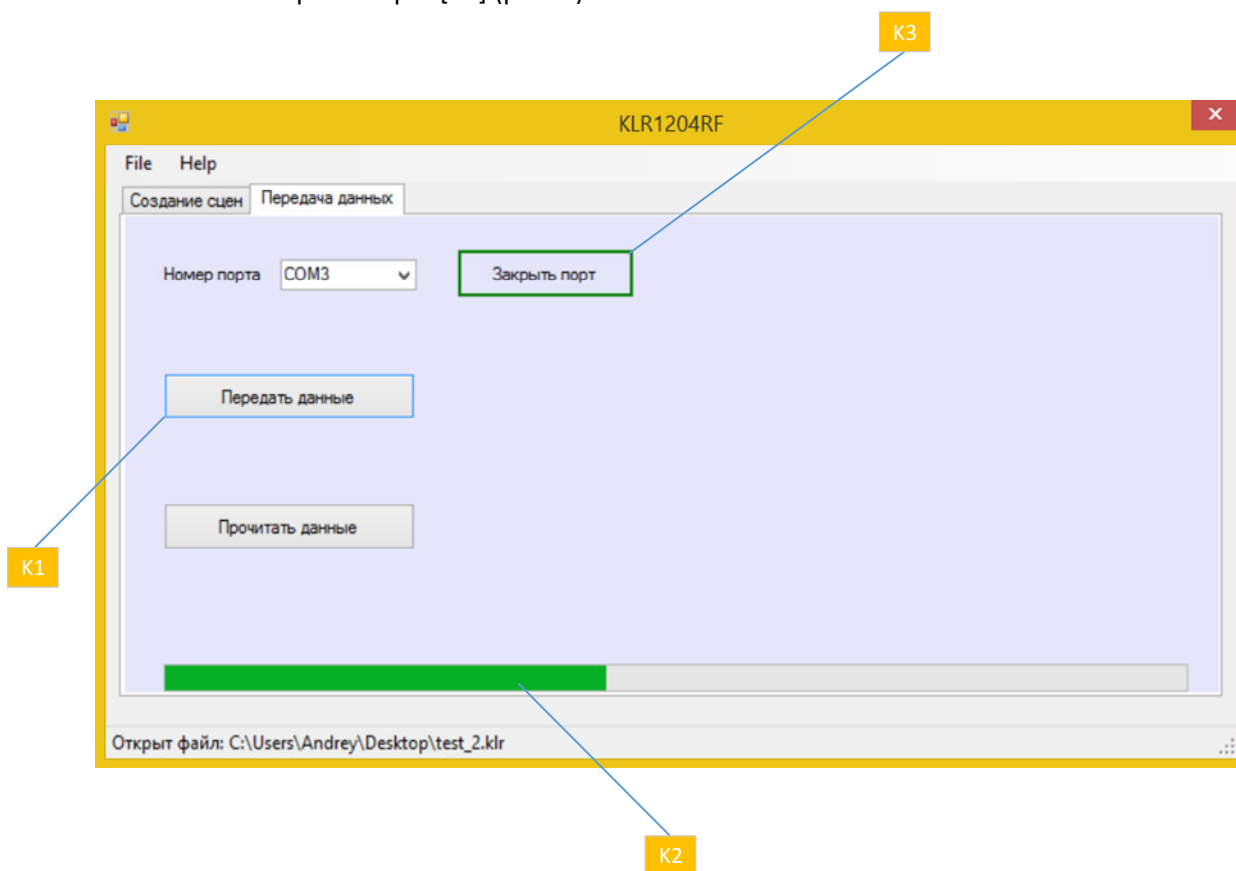 K3
KLR1204RF
File Help
Создание сцен Передача данных
Номер порта COM3 Закрыть порт
Передать данные
Прочитать данные
K1
Открыт файл: C:\Users\Andrey\Desktop\test_2.klr
K2